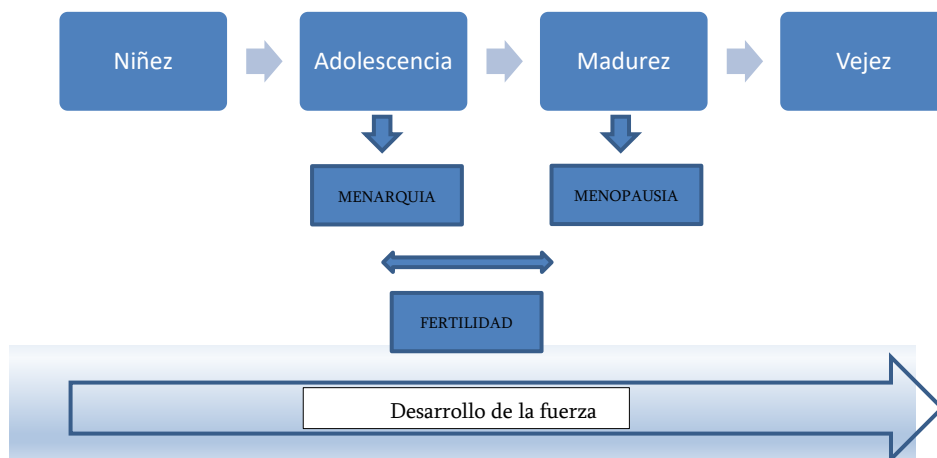 Niñez
Adolescencia
Madurez
Vejez
MENARQUIA
MENOPAUSIA
FERTILIDAD
Desarrollo de la fuerza